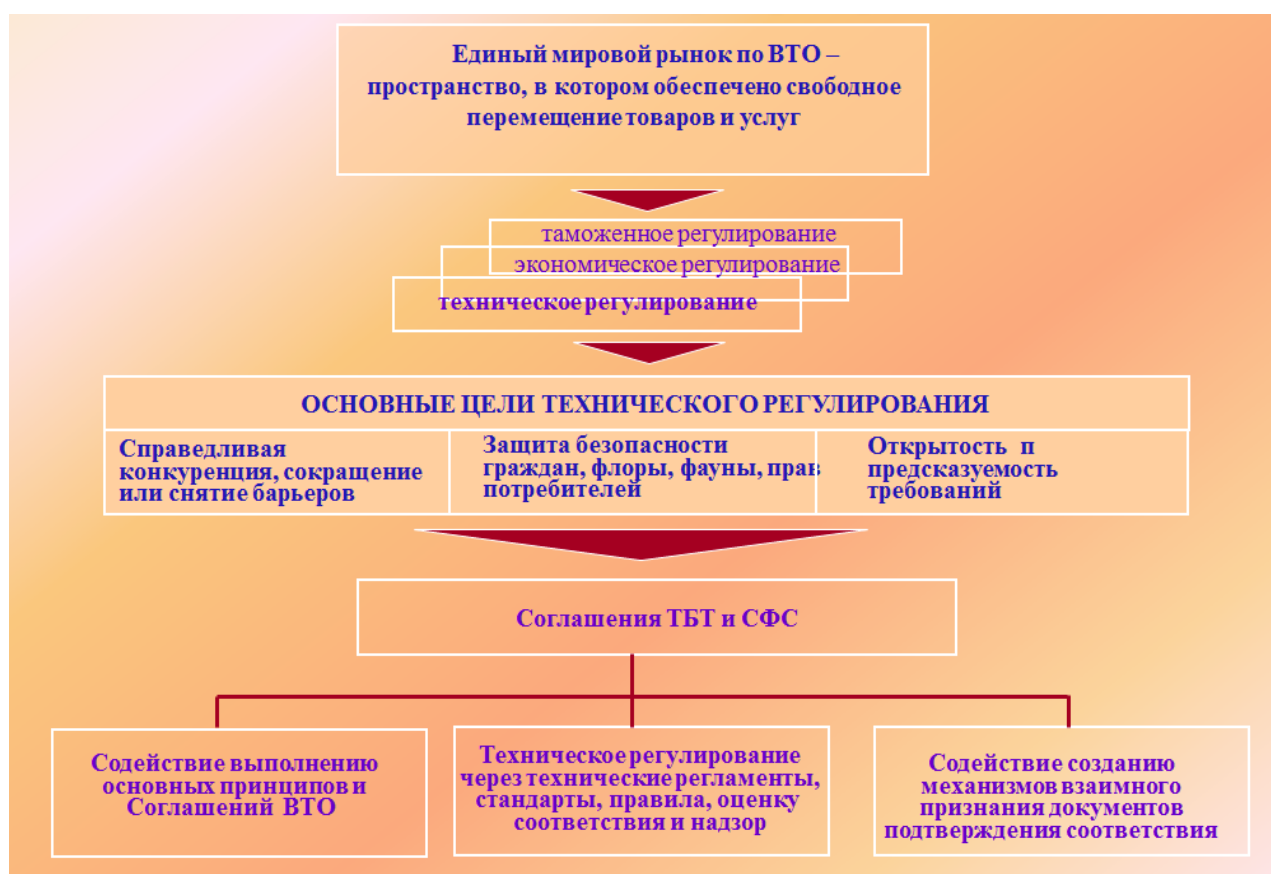 Единый мировой рынок по ВТО –
пространство, в котором обеспечено свободное
перемещение товаров и услуг
таможенное регулирование
экономическое регулирование
техническое регулирование
ОСНОВНЫЕ ЦЕЛИ ТЕХНИЧЕСКОГО РЕГУЛИРОВАНИЯ
Справедливая
конкуренция, сокращение
или снятие барьеров
Защита безопасности
граждан, флоры, фауны, прав
потребителей
Открытость п
предсказуемость
требований
Соглашения ТБТ и СФС
Содействие выполнению
основных принципов и
Соглашений ВТО
Техническое регулирование
через технические регламенты,
стандарты, правила, оценку
соответствия и надзор
Содействие созданию
механизмов взаимного
признания документов
подтверждения соответствия